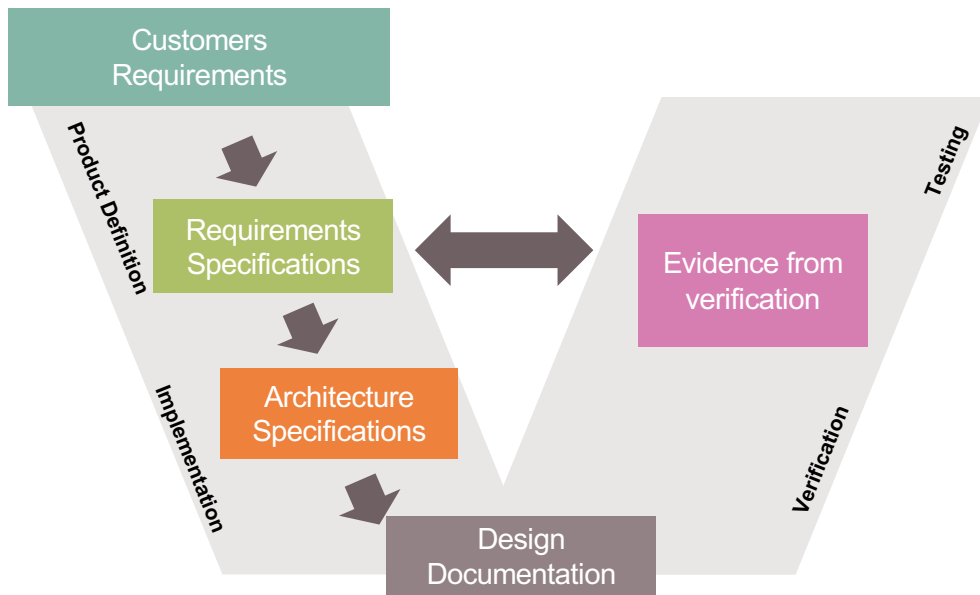 Customers
Requirements
Product Definition
Requirements
Specifications
Implementation
Architecture
Specifications
Design
Documentation
Evidence from
verification
Testing
Verification